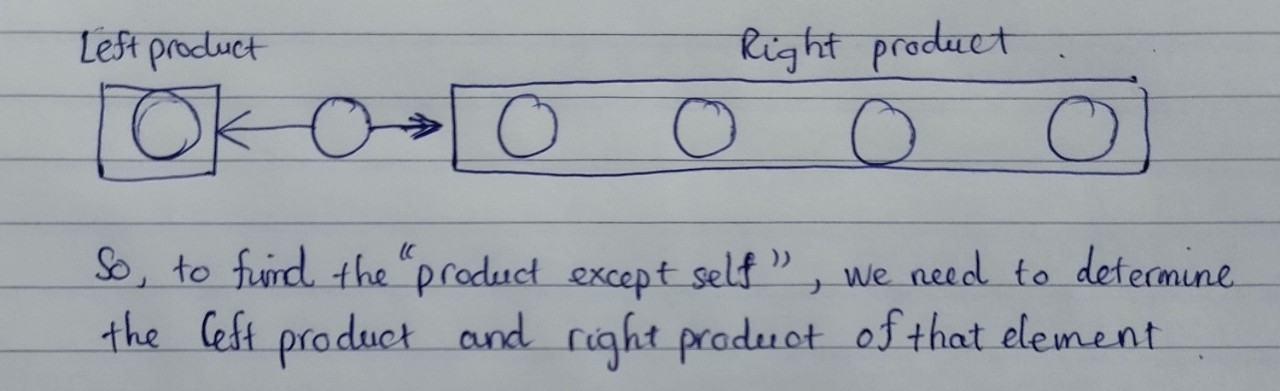 Left product
Right product .
So, to find the "product except self", we need to determine
the left product and right product of that element .